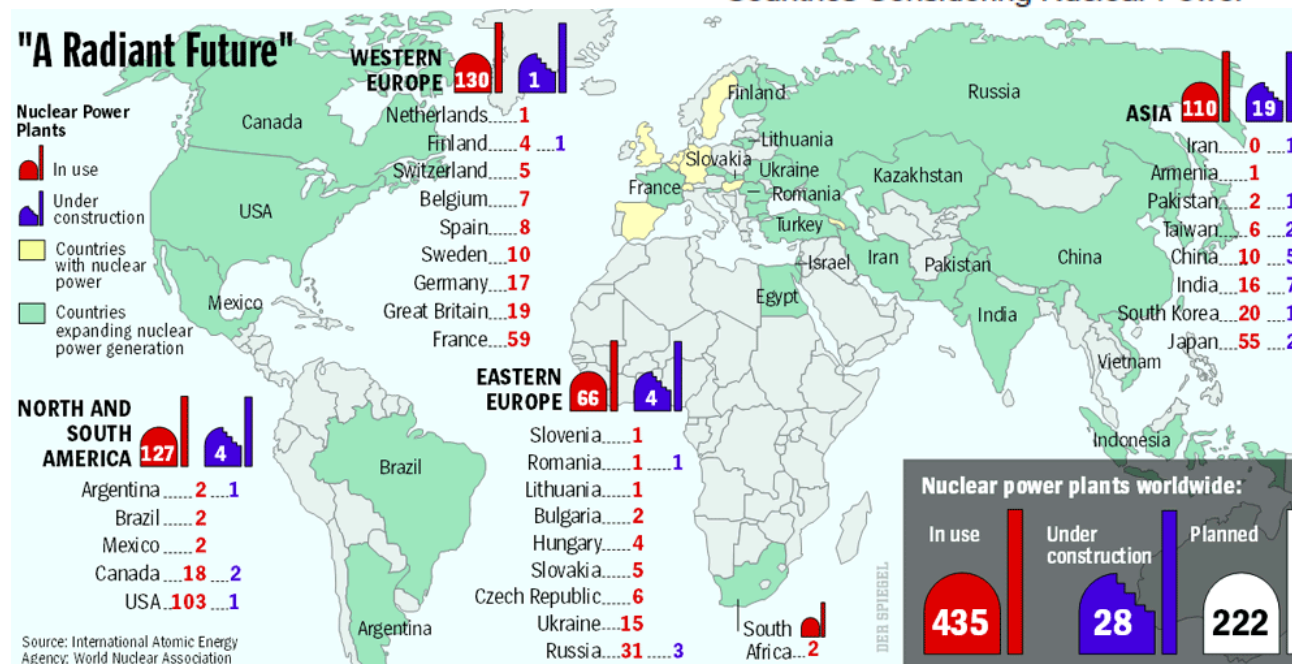 "A Radiant Future"
Nuclear Power
Plants
In use
Under
construction
Countries
with nuclear
power
Countries
expanding nuclear
power generation
WESTERN
EUROPE
130
1
Netherlands.....1
Finland.....4 ....1
Switzerland.....5
Belgium.....7
Spain.....8
Sweden.....10
Germany.....17
Great Britain.....19
France.....59
NORTH AND
SOUTH
AMERICA
127
4
Argentina.....2 ....1
Brazil.....2
Mexico.....2
Canada.....18 ....2
USA.....103 ....1
EASTERN
EUROPE
66
4
Slovenia.....1
Romania.....1 ....1
Lithuania.....1
Bulgaria.....2
Hungary.....4
Slovakia.....5
Czech Republic.....6
Ukraine.....15
Russia.....31 ....3
ASIA
110
19
Iran.....0
Armenia.....1
Pakistan.....2
Taiwan.....6
China.....10
India.....16
South Korea.....20
Japan.....55
South
Africa...2
Canada
USA
Mexico
Brazil
Argentina
Finland
Lithuania
Slovakia
Ukraine
France
Romania
Turkey
Israel
Egypt
Russia
Kazakhstan
Iran
Pakistan
China
India
Vietnam
Indonesia
Nuclear power plants worldwide:
In use
Under
construction
Planned
435
28
222
DER SPIEGEL
Source: International Atomic Energy
Agency; World Nuclear Association